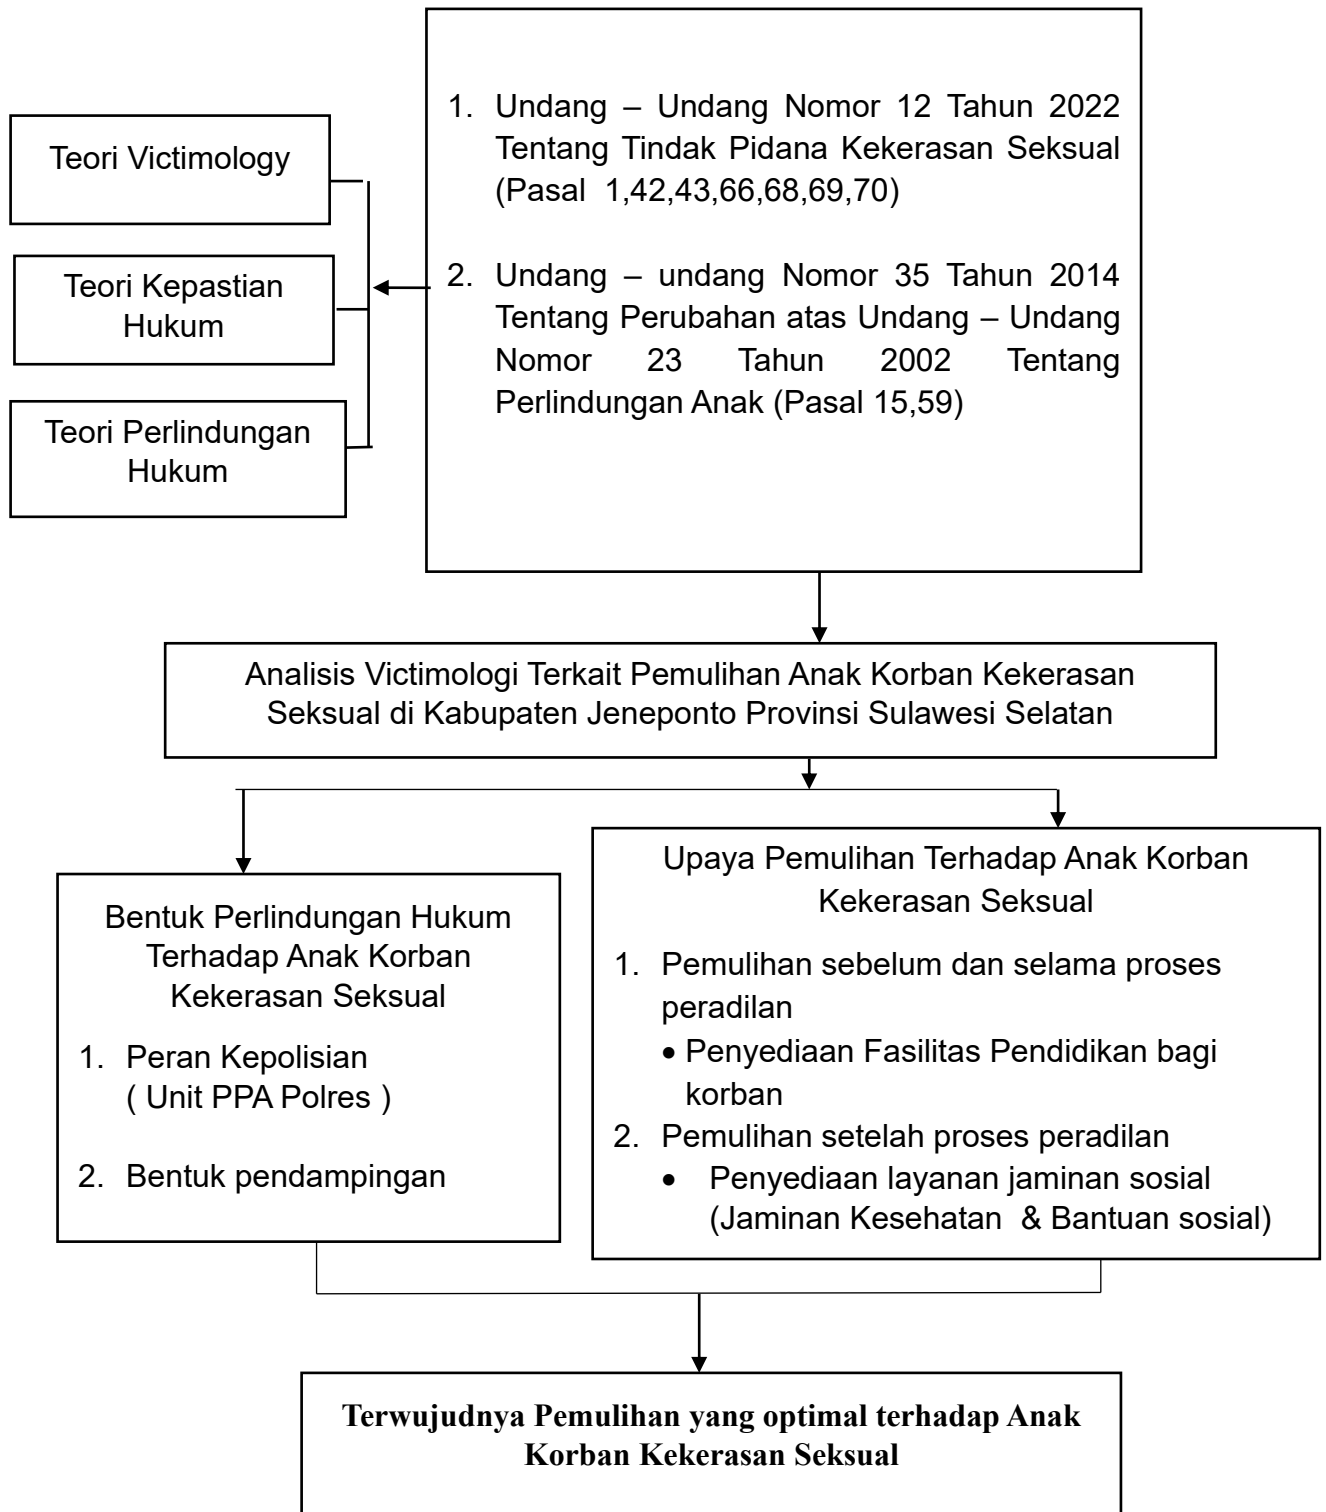 Teori Victimology
Teori Kepastian
Hukum
Teori Perlindungan
Hukum
1. Undang – Undang Nomor 12 Tahun 2022
Tentang Tindak Pidana Kekerasan Seksual
(Pasal 1,42,43,66,68,69,70)
2. Undang – undang Nomor 35 Tahun 2014
Tentang Perubahan atas Undang – Undang
Nomor 23 Tahun 2002 Tentang
Perlindungan Anak (Pasal 15,59)
Analisis Victimologi Terkait Pemulihan Anak Korban Kekerasan
Seksual di Kabupaten Jeneponto Provinsi Sulawesi Selatan
Bentuk Perlindungan Hukum
Terhadap Anak Korban
Kekerasan Seksual
1. Peran Kepolisian
( Unit PPA Polres )
2. Bentuk pendampingan
Upaya Pemulihan Terhadap Anak Korban
Kekerasan Seksual
1. Pemulihan sebelum dan selama proses
peradilan
• Penyediaan Fasilitas Pendidikan bagi
korban
2. Pemulihan setelah proses peradilan
• Penyediaan layanan jaminan sosial
(Jaminan Kesehatan & Bantuan sosial)
Terwujudnya Pemulihan yang optimal terhadap Anak
Korban Kekerasan Seksual